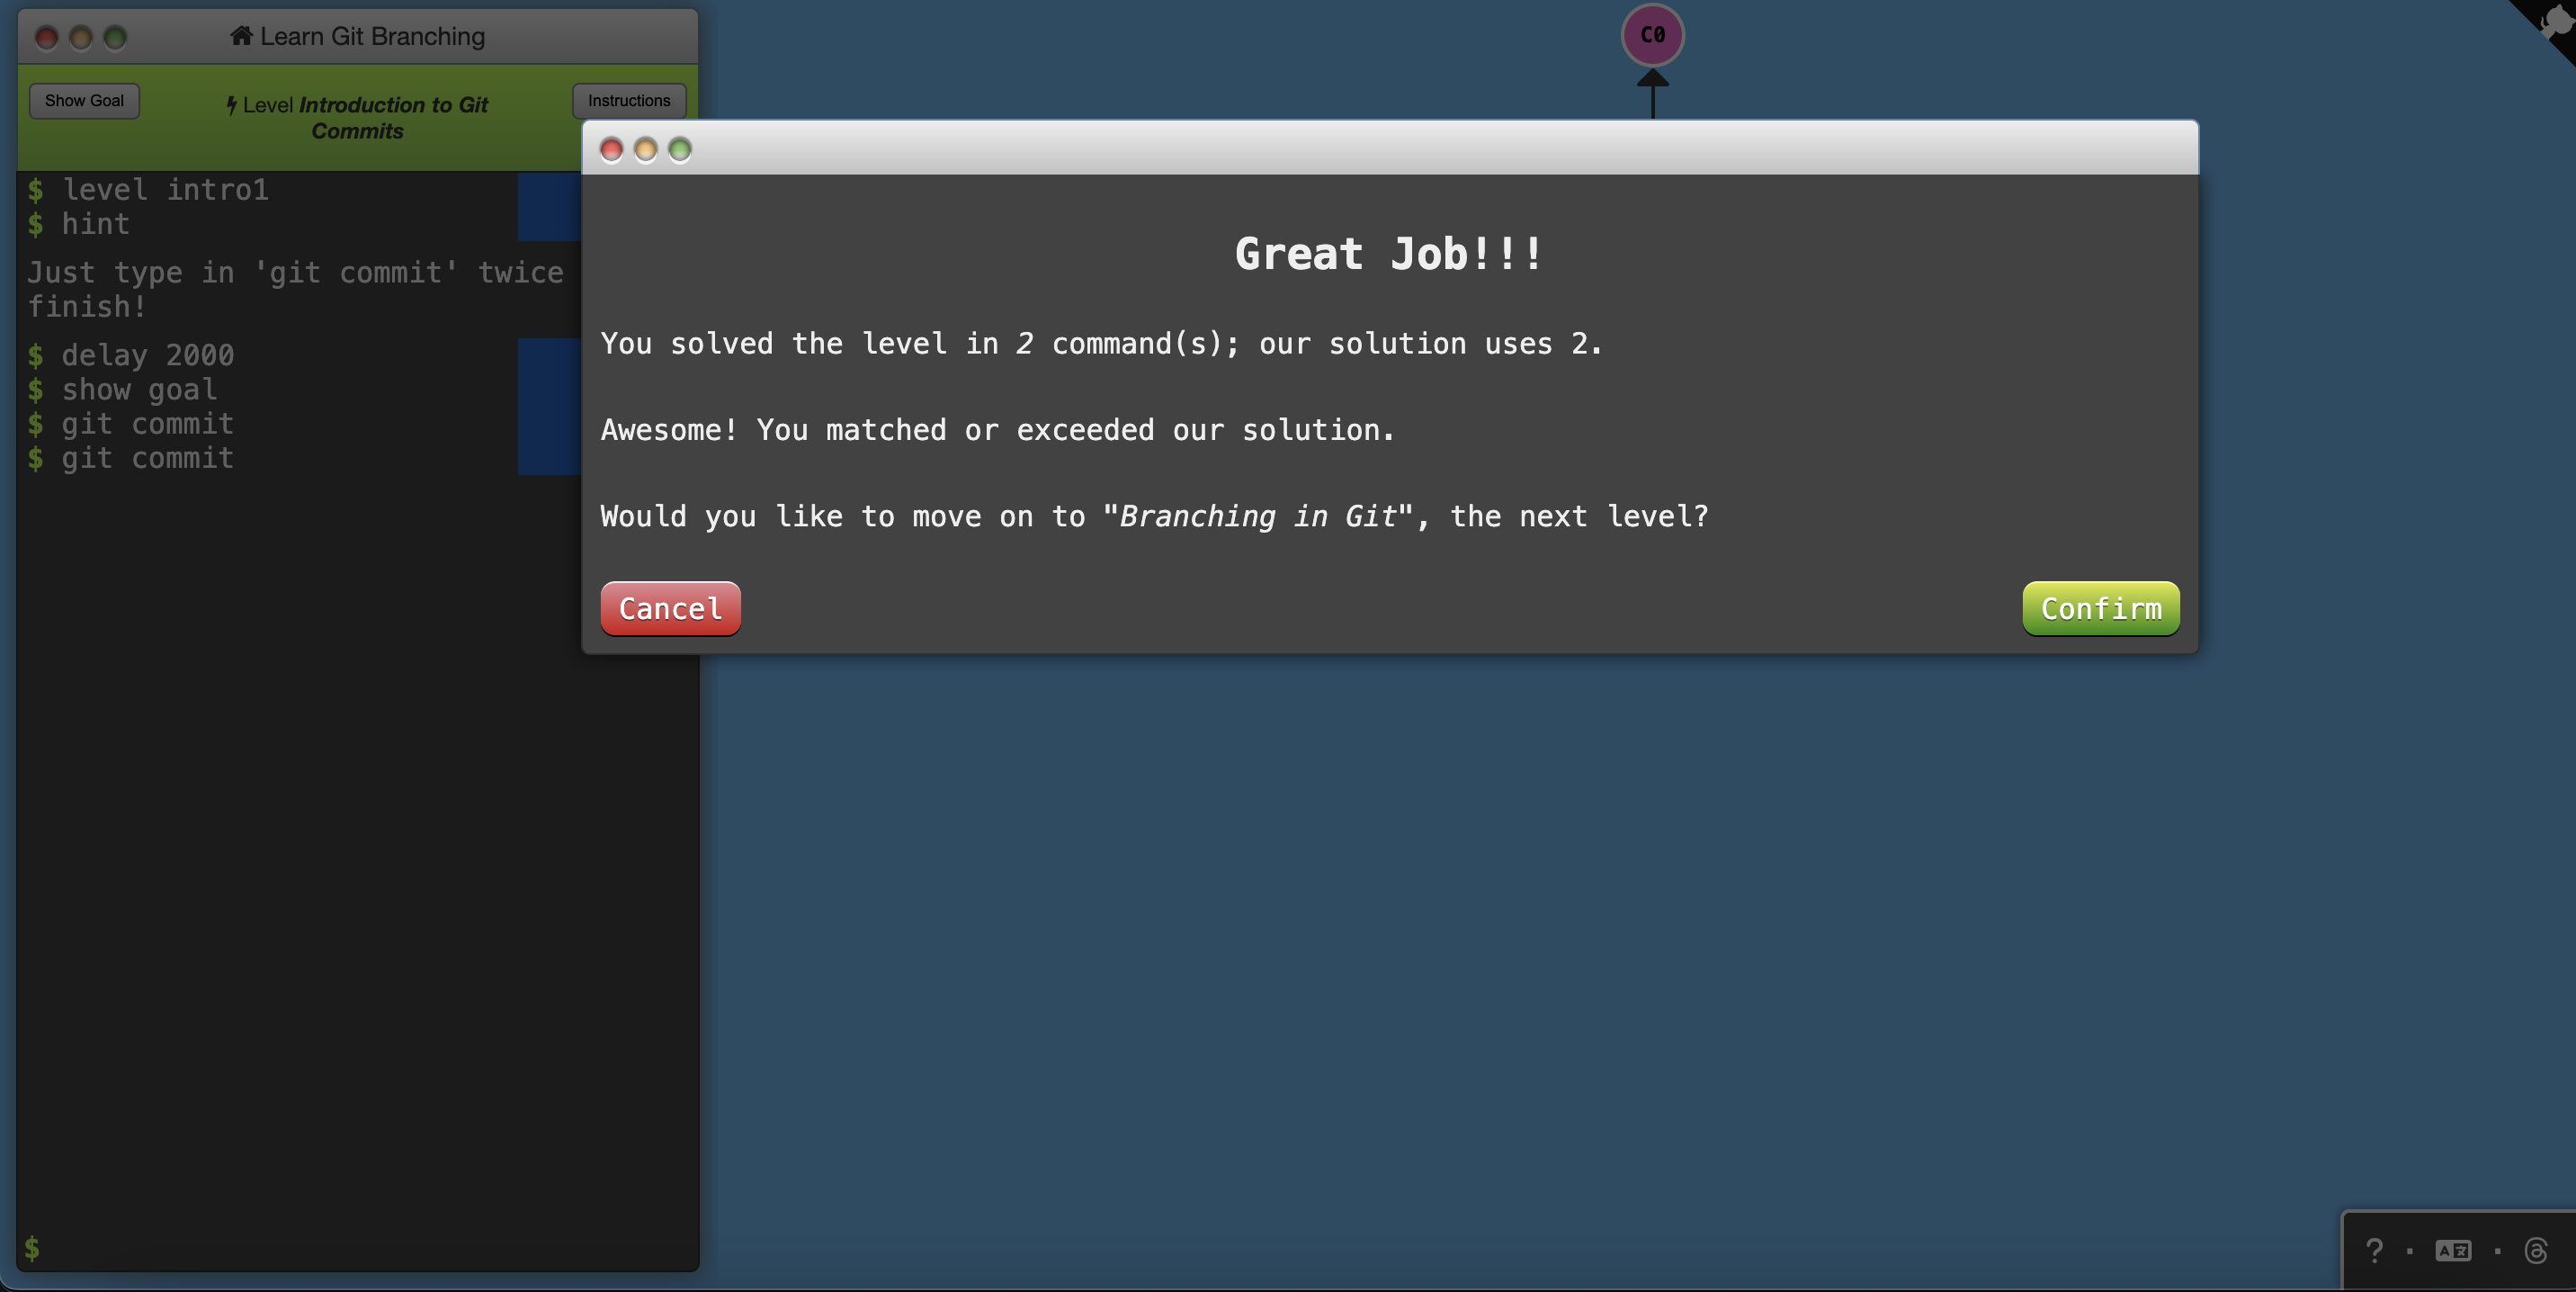 Learn Git Branching
Show Goal
Level Introduction to Git
Commits
Instructions
$ level intro1
$ hint
Just type in 'git commit' twice
finish!
$ delay 2000
$ show goal
$ git commit
$ git commit
$
C0
Great Job!!!
You solved the level in 2 command(s); our solution uses 2.
Awesome! You matched or exceeded our solution.
Would you like to move on to "Branching in Git", the next level?
Cancel
Confirm
? · A文 ·